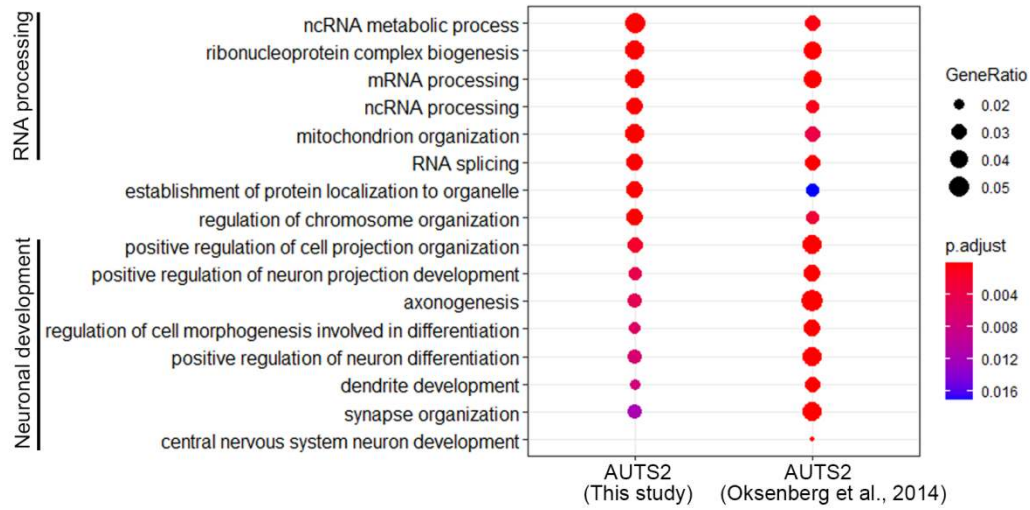 RNA processing
ncRNA metabolic process
ribonucleoprotein complex biogenesis
mRNA processing
ncRNA processing
mitochondrion organization
RNA splicing
establishment of protein localization to organelle
regulation of chromosome organization
Neuronal development
positive regulation of cell projection organization
positive regulation of neuron projection development
axonogenesis
regulation of cell morphogenesis involved in differentiation
positive regulation of neuron differentiation
dendrite development
synapse organization
central nervous system neuron development
AUTS2
(This study)
AUTS2
(Oksenberg et al., 2014)
GeneRatio
0.02
0.03
0.04
0.05
p.adjust
0.004
0.008
0.012
0.016